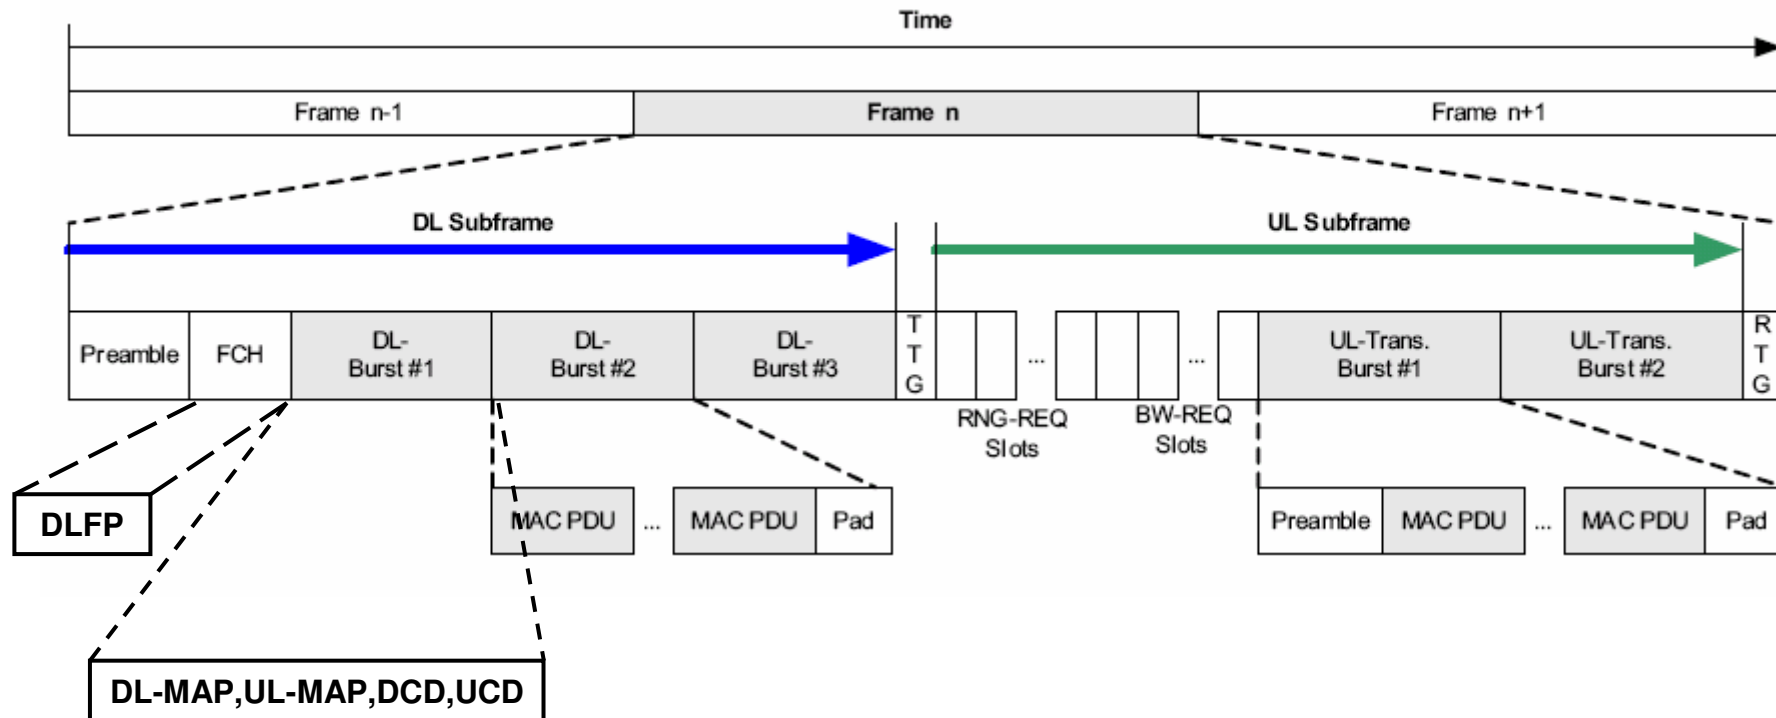 Time
Frame n-1
Frame n
Frame n+1
DL Subframe
UL Subframe
Preamble
FCH
DL-
Burst #1
DL-
Burst #2
DL-
Burst #3
T
T
G
...
...
UL-Trans.
Burst #1
UL-Trans.
Burst #2
R
T
G
RNG-REQ
Slots
BW-REQ
Slots
DLFP
MAC PDU
...
MAC PDU
Pad
Preamble
MAC PDU
...
MAC PDU
Pad
DL-MAP,UL-MAP,DCD,UCD